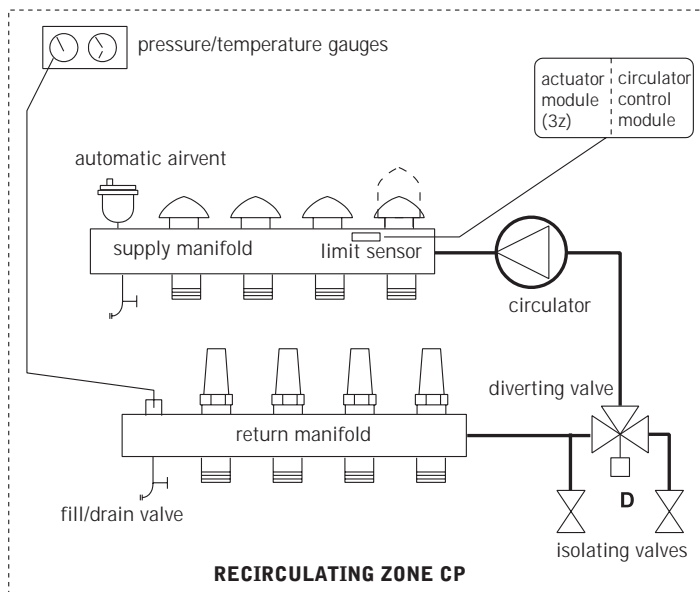 pressure/temperature gauges
actuator
module
(3z)
circulator
control
module
automatic airvent
supply manifold
limit sensor
circulator
diverting valve
return manifold
D
fill/drain valve
isolating valves
RECIRCULATING ZONE CP